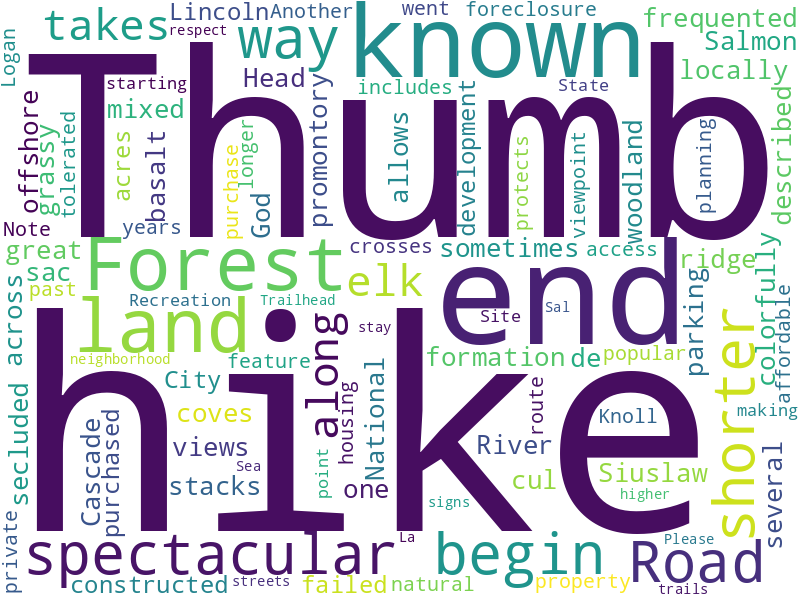 Thumb
hike
known
end
Forest
land
way
takes
Lincoln
Another
went
foreclosure
frequented
Salmon
locally
respect
Logan
starting
Head
includes
State
mixed
offshore
grassy
tolerated
acres
basalt
purchase
longer
God
promontory
allows
development
protects
viewpoint
woodland
planning
described
Note
years
great
crosses
sometimes
access
ridge
sac
elk
past
Recreation
Trailhead
Site
Sal
parking
colorfully
affordable
across
secluded
stay
neighborhood
feature
along
formation
de
popular
shorter
City
coves
housing
National
route
Knoll
making
Cascade
purchased
views
River
Sea
point
cul
Siuslaw
several
stacks
one
higher
signs
private
spectacular
La
begin
Road
Please
constructed
streets
failed
natural
property
trails